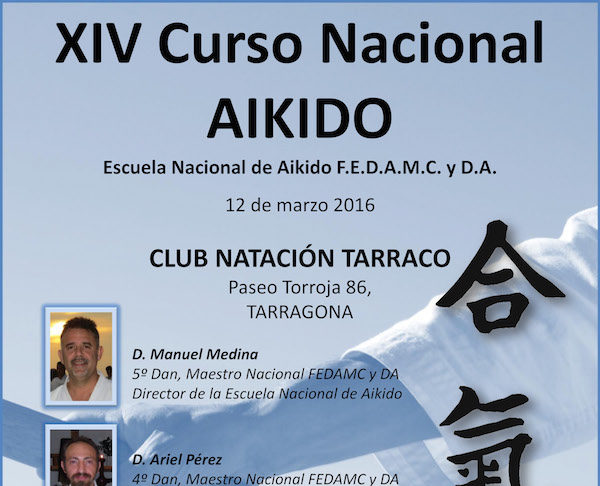 XIV Curso Nacional
AIKIDO
Escuela Nacional de Aikido F.E.D.A.M.C. y D.A.
12 de marzo 2016
CLUB NATACIÓN TARRACO
Paseo Torroja 86,
TARRAGONA
合
氣
D. Manuel Medina
5º Dan, Maestro Nacional FEDAMC y DA
Director de la Escuela Nacional de Aikido
D. Ariel Pérez
4º Dan, Maestro Nacional FEDAMC y DA